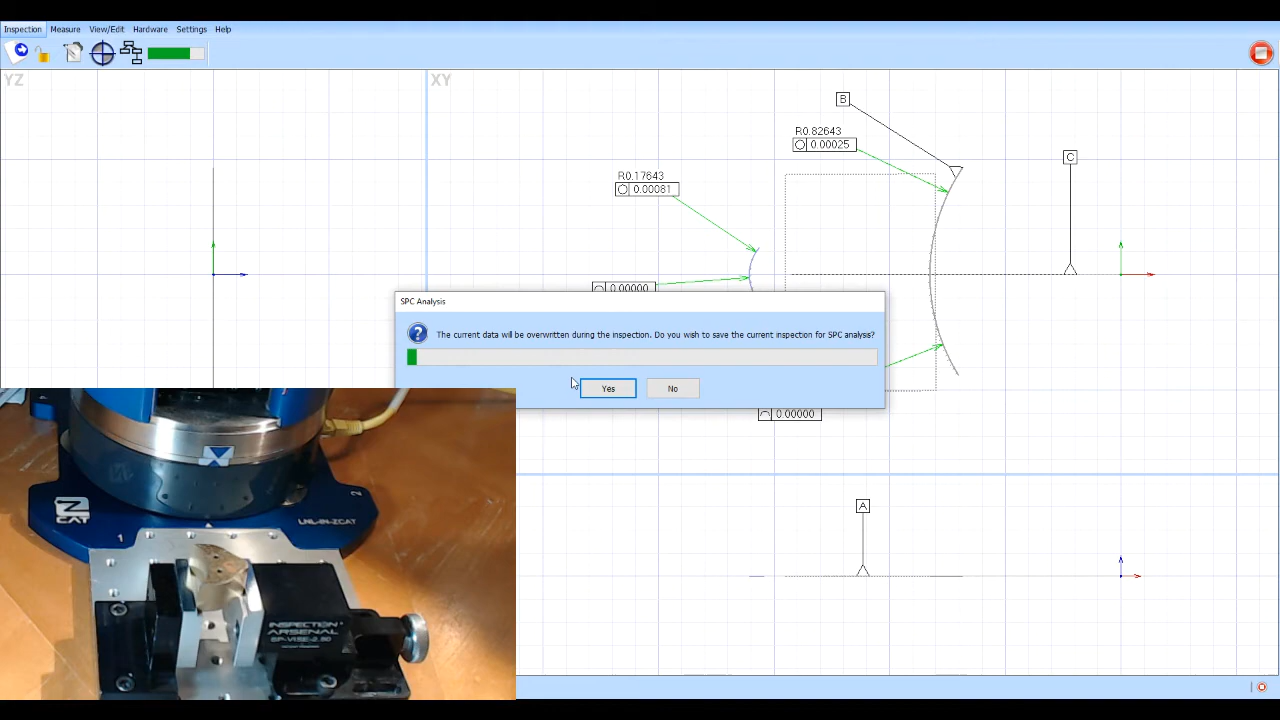 Inspection Measure View/Edit Hardware Settings Help
YZ
XY
B
R0.82643
0.00025
C
R0.17643
0.00081
0.00000
SPC Analysis
The current data will be overwritten during the inspection. Do you wish to save the current inspection for SPC analysis?
Yes
No
0.00000
A
Z
CAT
LNL-IN-ZCAT
1
2
INSPECTION
ARSENAL